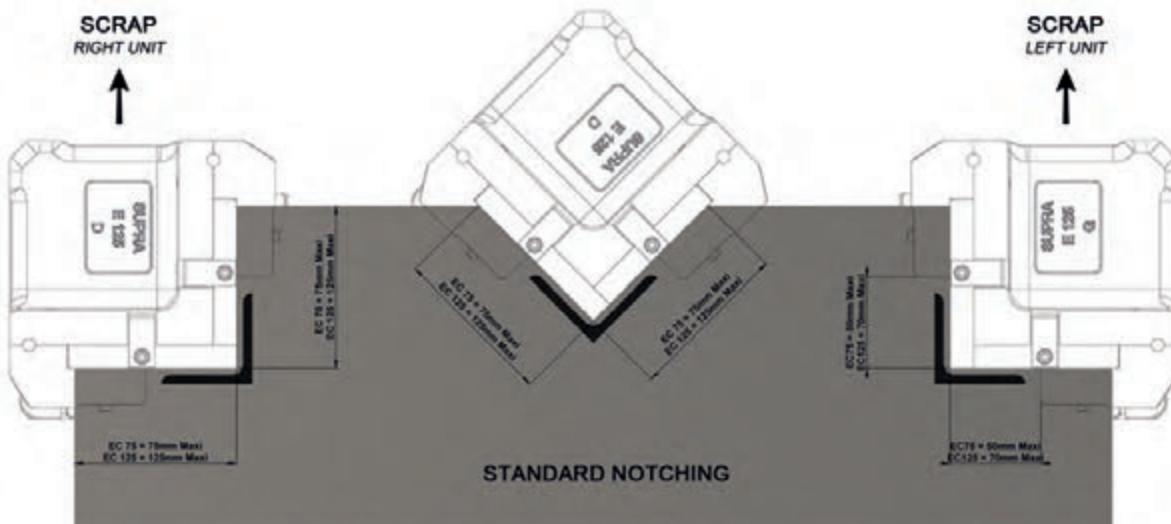 SCRAP
RIGHT UNIT
SCRAP
LEFT UNIT
SUPRA
E 125
D
SUPRA
E 125
D
SUPRA
E 125
D
EC 75 = 75mm Maxi
EC 125 = 125mm Maxi
EC 75 = 75mm Maxi
EC 125 = 125mm Maxi
EC 75 = 75mm Maxi
EC 125 = 125mm Maxi
EC75 = 50mm Maxi
EC125 = 70mm Maxi
EC 75 = 75mm Maxi
EC 125 = 125mm Maxi
EC75 = 50mm Maxi
EC125 = 70mm Maxi
STANDARD NOTCHING